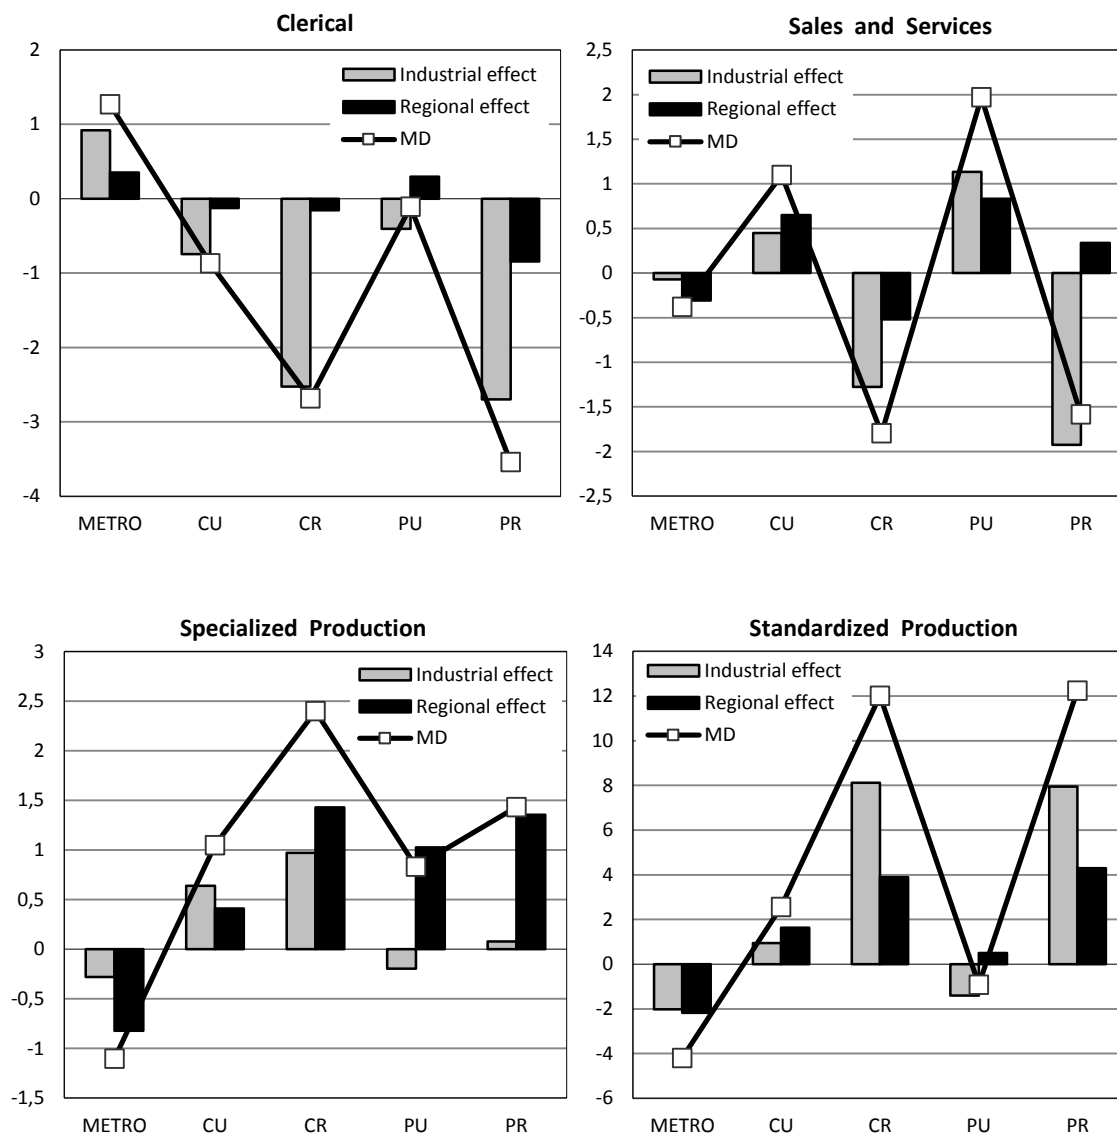 Clerical
2
1
0
-1
-2
-3
-4
Industrial effect
Regional effect
MD
METRO CU CR PU PR
Sales and Services
2,5
2
1,5
1
0,5
0
-0,5
-1
-1,5
-2
-2,5
Industrial effect
Regional effect
MD
METRO CU CR PU PR
Specialized Production
3
2,5
2
1,5
1
0,5
0
-0,5
-1
-1,5
Industrial effect
Regional effect
MD
METRO CU CR PU PR
Standardized Production
14
12
10
8
6
4
2
0
-2
-4
-6
Industrial effect
Regional effect
MD
METRO CU CR PU PR